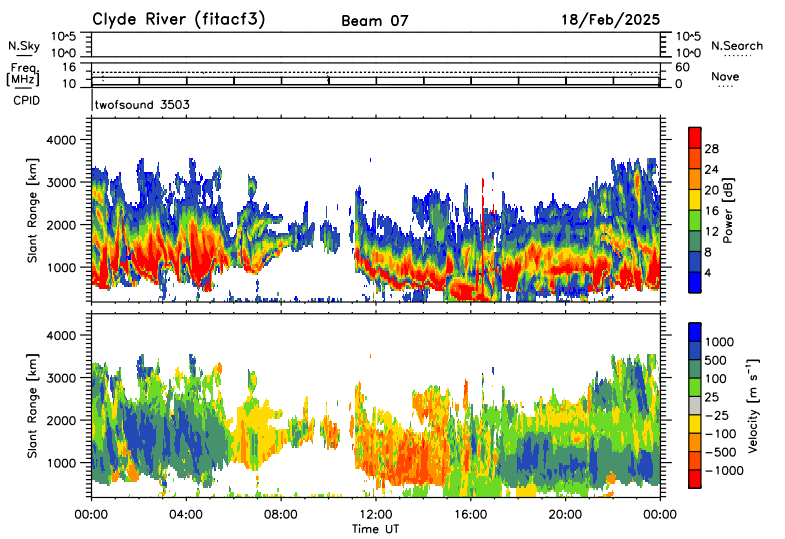 Clyde River (fitacf3) Beam 07 18/Feb/2025
N.Sky 10^5 10^0 10^5 10^0 N.Search
Freq. [MHz] 16 10 60 0 Nave
CPID twofsound 3503
Slant Range [km] 4000 3000 2000 1000
28 24 20 16 12 8 4 Power [dB]
Slant Range [km] 4000 3000 2000 1000
1000 500 100 25 −25 −100 −500 −1000 Velocity [m s⁻¹]
00:00 04:00 08:00 12:00 16:00 20:00 00:00
Time UT